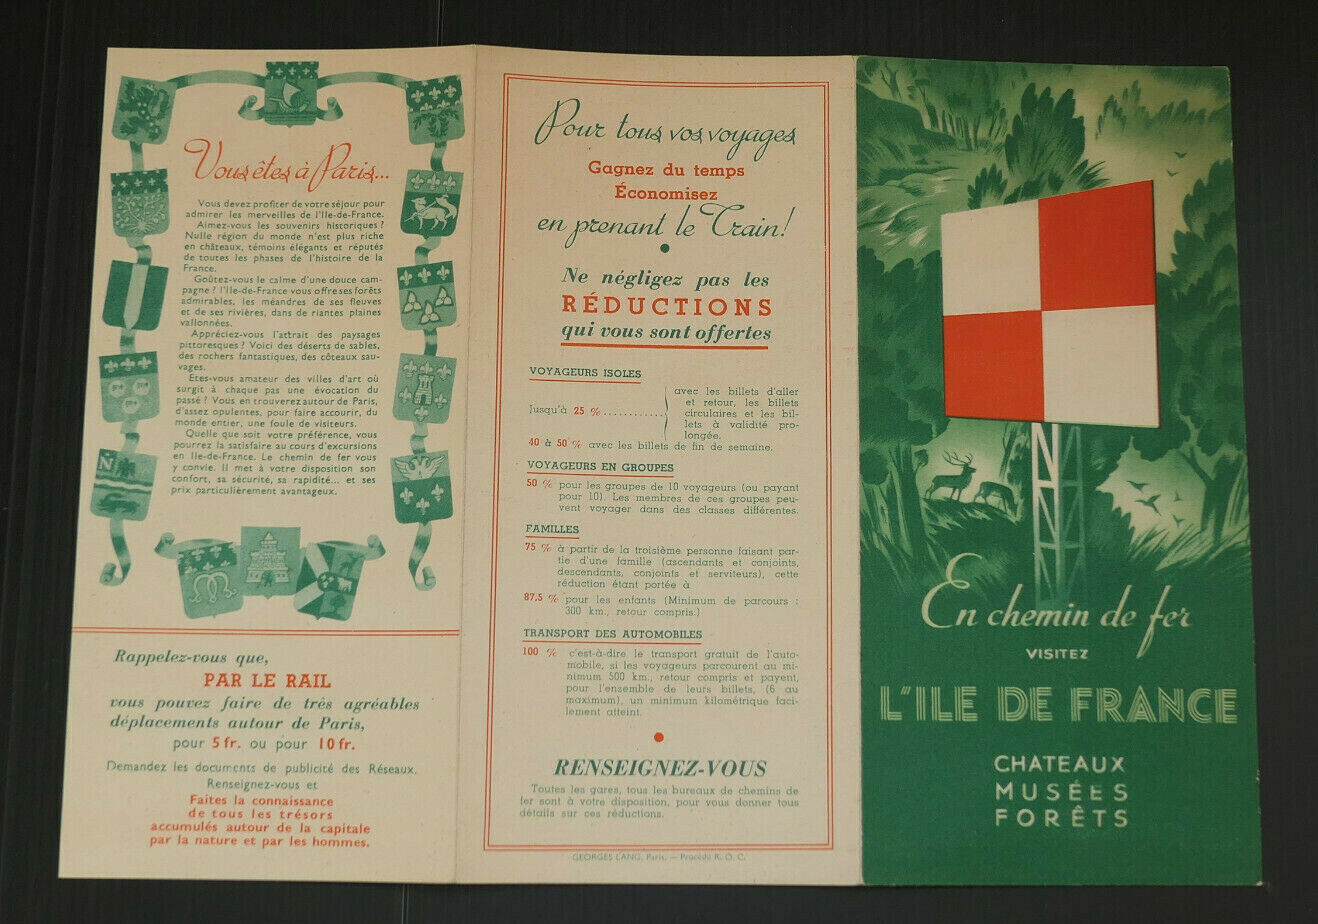 Vous êtes à Paris...
Vous devez profiter de votre séjour pour
admirer les merveilles de l'Ile-de-France.
Aimez-vous les souvenirs historiques ?
Nulle région du monde n'est plus riche
en châteaux, témoins élégants et réputés
de toutes les phases de l'histoire de la
France.
Goûtez-vous le calme d'une douce cam-
pagne ? l'Ile-de-France vous offre ses forêts
admirables, les méandres de ses fleuves
et de ses rivières, dans de riantes plaines
vallonnées.
Appréciez-vous l'attrait des paysages
pittoresques ? Voici des déserts de sables,
des rochers fantastiques, des côteaux sau-
vages.
Etes-vous amateur des villes d'art où
surgit à chaque pas une évocation du
passé ? Vous en trouverez autour de Paris,
d'assez opulentes, pour faire accourir, du
monde entier, une foule de visiteurs.
Quelle que soit votre préférence, vous
pourrez la satisfaire au cours d'excursions
en Ile-de-France. Le chemin de fer vous
y convie. Il met à votre disposition son
confort, sa sécurité, sa rapidité... et ses
prix particulièrement avantageux.
N
Rappelez-vous que,
PAR LE RAIL
vous pouvez faire de très agréables
déplacements autour de Paris,
pour 5 fr. ou pour 10 fr.
Demandez les documents de publicité des Réseaux.
Renseignez-vous et
Faites la connaissance
de tous les trésors
accumulés autour de la capitale
par la nature et par les hommes.
Pour tous vos voyages
Gagnez du temps
Économisez
en prenant le Train !
Ne négligez pas les
RÉDUCTIONS
qui vous sont offertes
VOYAGEURS ISOLES
Jusqu'à 25 % ............ avec les billets d'aller
et retour, les billets
circulaires et les bil-
lets à validité pro-
longée.
40 à 50 % avec les billets de fin de semaine.
VOYAGEURS EN GROUPES
50 % pour les groupes de 10 voyageurs (ou payant
pour 10). Les membres de ces groupes peu-
vent voyager dans des classes différentes.
FAMILLES
75 % à partir de la troisième personne faisant par-
tie d'une famille (ascendants et conjoints,
descendants, conjoints et serviteurs), cette
réduction étant portée à
87,5 % pour les enfants (Minimum de parcours :
300 km., retour compris.)
TRANSPORT DES AUTOMOBILES
100 % c'est-à-dire le transport gratuit de l'auto-
mobile, si les voyageurs parcourent au mi-
nimum 500 km., retour compris et payent,
pour l'ensemble de leurs billets, (6 au
maximum), un minimum kilométrique faci-
lement atteint.
RENSEIGNEZ-VOUS
Toutes les gares, tous les bureaux de chemins de
fer sont à votre disposition, pour vous donner tous
détails sur ces réductions.
GEORGES LANG, Paris. — Procédé R. O. C.
En chemin de fer
VISITEZ
L'ILE DE FRANCE
CHATEAUX
MUSÉES
FORÊTS